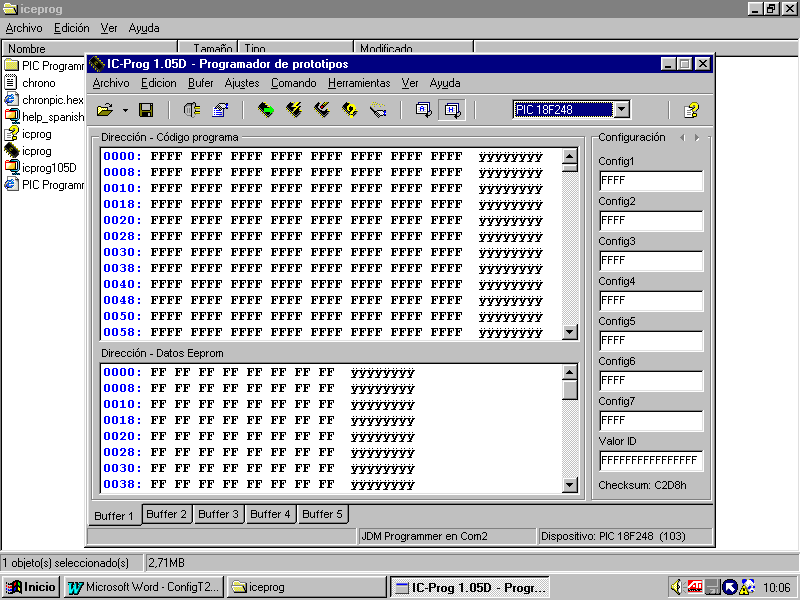 iceprog
Archivo Edición Ver Ayuda
Nombre Tamaño Tipo Modificado
PIC Programm
chrono
chronpic.hex
help_spanish
icprog
icprog
icprog105D
PIC Programm
IC-Prog 1.05D - Programador de prototipos
Archivo Edicion Bufer Ajustes Comando Herramientas Ver Ayuda
PIC 18F248
Dirección - Código programa
0000: FFFF FFFF FFFF FFFF FFFF FFFF FFFF FFFF ÿÿÿÿÿÿÿÿ
0008: FFFF FFFF FFFF FFFF FFFF FFFF FFFF FFFF ÿÿÿÿÿÿÿÿ
0010: FFFF FFFF FFFF FFFF FFFF FFFF FFFF FFFF ÿÿÿÿÿÿÿÿ
0018: FFFF FFFF FFFF FFFF FFFF FFFF FFFF FFFF ÿÿÿÿÿÿÿÿ
0020: FFFF FFFF FFFF FFFF FFFF FFFF FFFF FFFF ÿÿÿÿÿÿÿÿ
0028: FFFF FFFF FFFF FFFF FFFF FFFF FFFF FFFF ÿÿÿÿÿÿÿÿ
0030: FFFF FFFF FFFF FFFF FFFF FFFF FFFF FFFF ÿÿÿÿÿÿÿÿ
0038: FFFF FFFF FFFF FFFF FFFF FFFF FFFF FFFF ÿÿÿÿÿÿÿÿ
0040: FFFF FFFF FFFF FFFF FFFF FFFF FFFF FFFF ÿÿÿÿÿÿÿÿ
0048: FFFF FFFF FFFF FFFF FFFF FFFF FFFF FFFF ÿÿÿÿÿÿÿÿ
0050: FFFF FFFF FFFF FFFF FFFF FFFF FFFF FFFF ÿÿÿÿÿÿÿÿ
0058: FFFF FFFF FFFF FFFF FFFF FFFF FFFF FFFF ÿÿÿÿÿÿÿÿ
Dirección - Datos Eeprom
0000: FF FF FF FF FF FF FF FF ÿÿÿÿÿÿÿÿ
0008: FF FF FF FF FF FF FF FF ÿÿÿÿÿÿÿÿ
0010: FF FF FF FF FF FF FF FF ÿÿÿÿÿÿÿÿ
0018: FF FF FF FF FF FF FF FF ÿÿÿÿÿÿÿÿ
0020: FF FF FF FF FF FF FF FF ÿÿÿÿÿÿÿÿ
0028: FF FF FF FF FF FF FF FF ÿÿÿÿÿÿÿÿ
0030: FF FF FF FF FF FF FF FF ÿÿÿÿÿÿÿÿ
0038: FF FF FF FF FF FF FF FF ÿÿÿÿÿÿÿÿ
Configuración
Config1
FFFF
Config2
FFFF
Config3
FFFF
Config4
FFFF
Config5
FFFF
Config6
FFFF
Config7
FFFF
Valor ID
FFFFFFFFFFFFFFFF
Checksum: C2D8h
Buffer 1 Buffer 2 Buffer 3 Buffer 4 Buffer 5
JDM Programmer en Com2 Dispositivo: PIC 18F248 (103)
1 objeto(s) seleccionado(s) 2,71MB
Inicio Microsoft Word - ConfigT2... iceprog IC-Prog 1.05D - Progr... 10:06